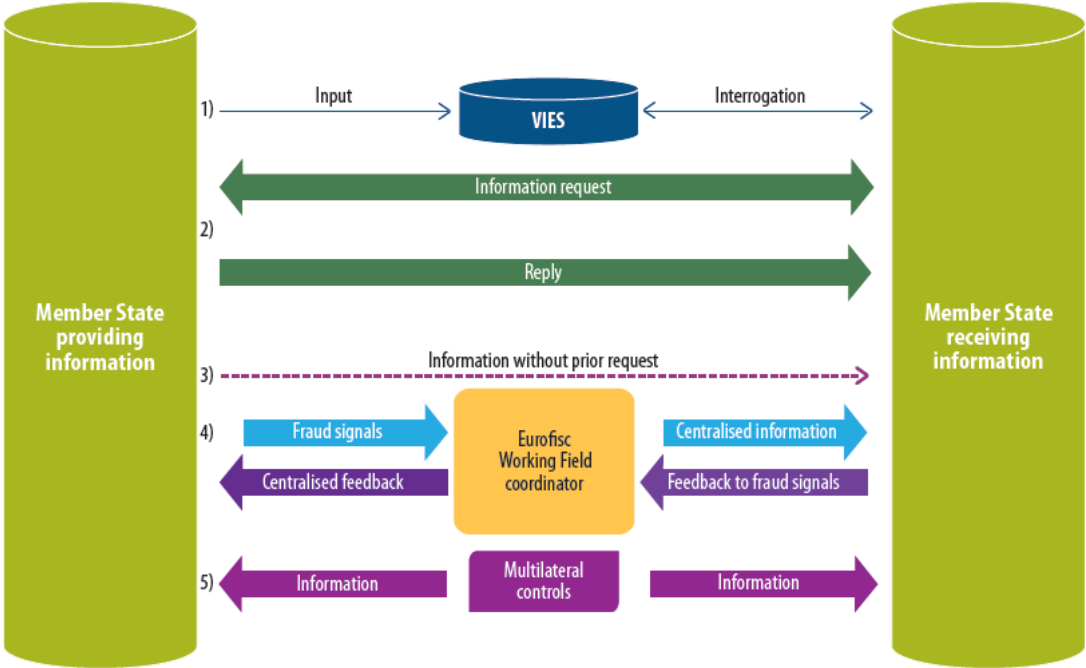 1)
Input
VIES
Interrogation
Information request
2)
Reply
Member State
providing
information
Member State
receiving
information
3)
Information without prior request
4)
Fraud signals
Eurofisc
Working Field
coordinator
Centralised information
Centralised feedback
Feedback to fraud signals
5)
Information
Multilateral
controls
Information